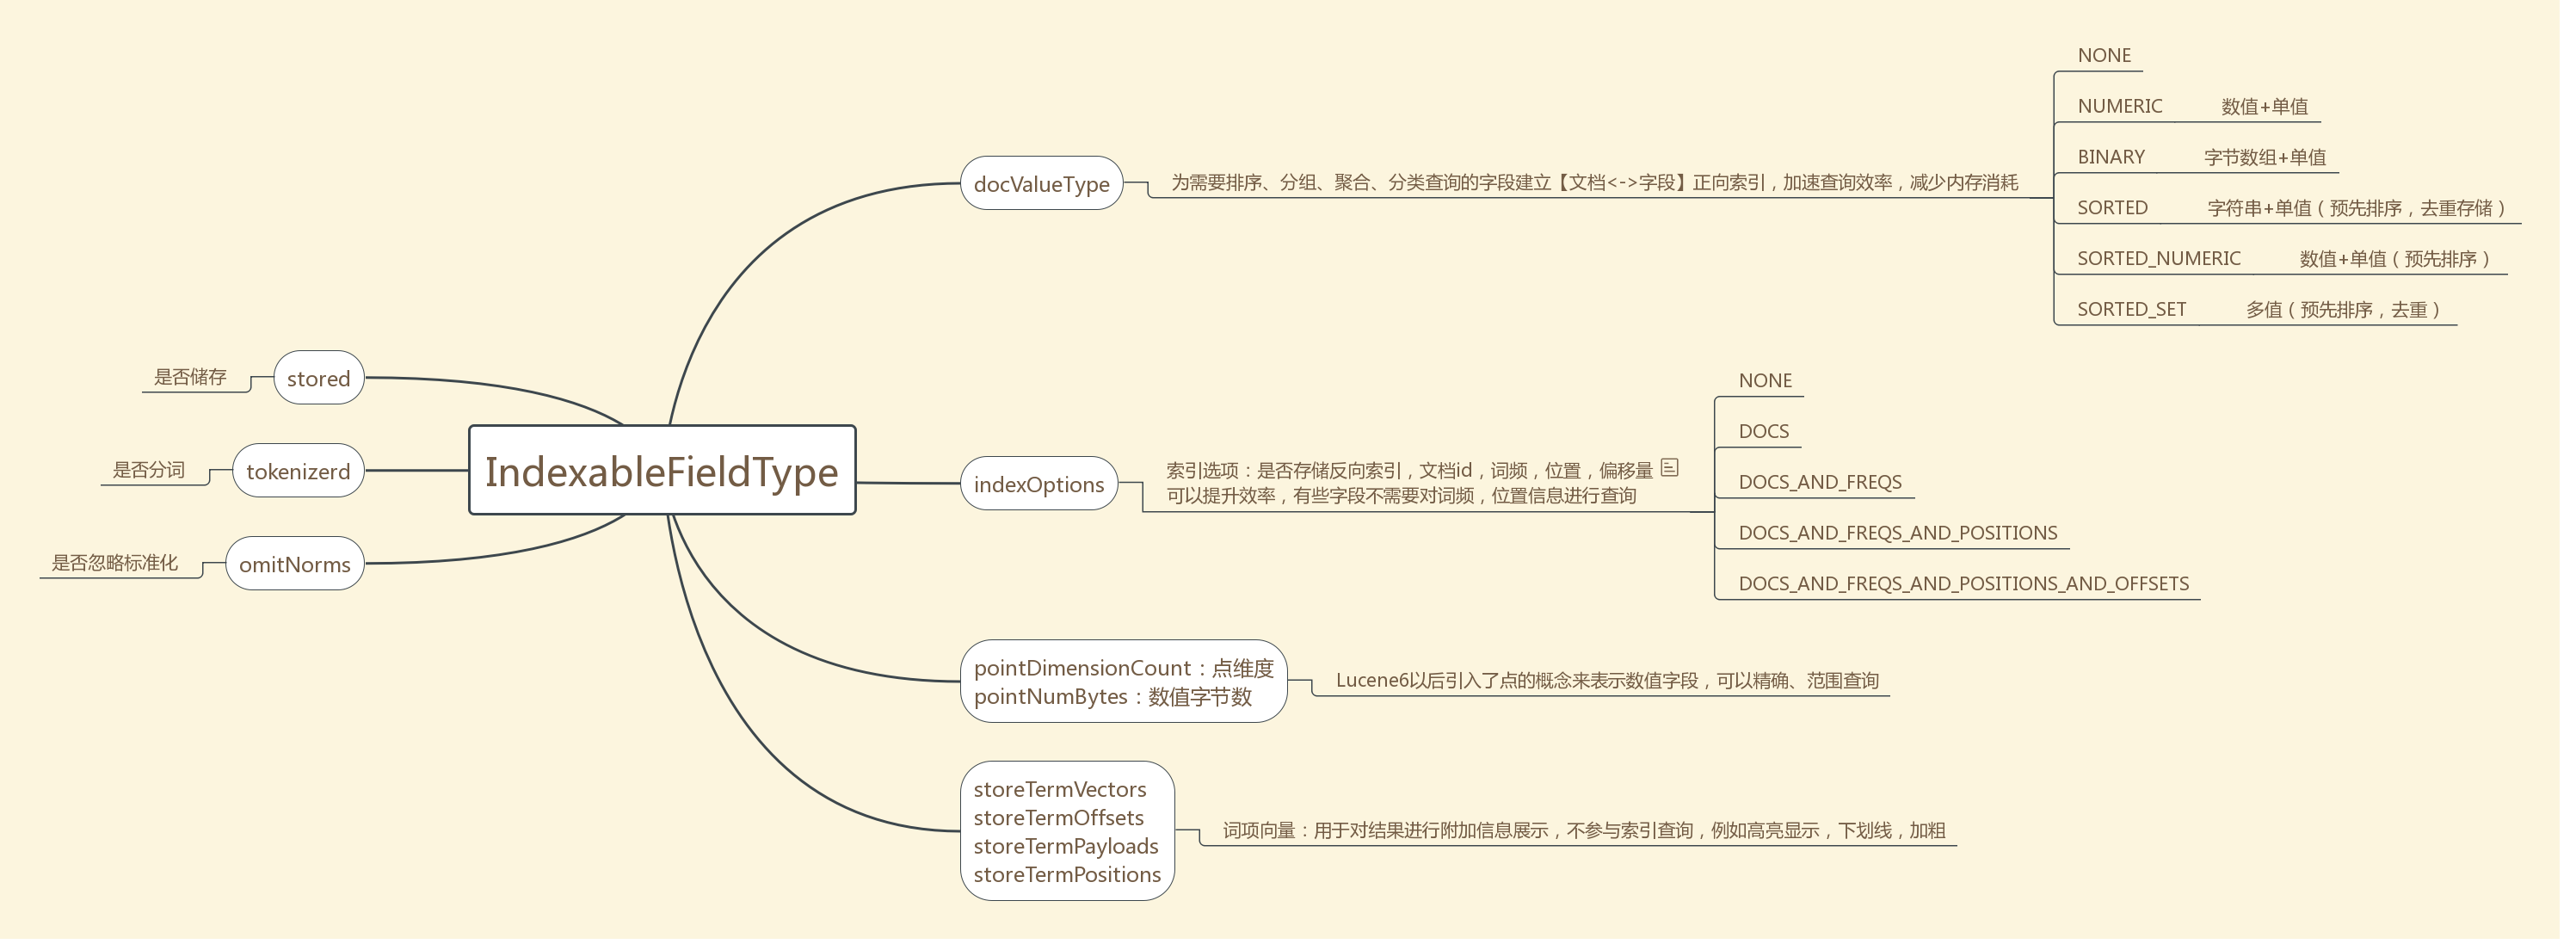 IndexableFieldType
docValueType
为需要排序、分组、聚合、分类查询的字段建立【文档<->字段】正向索引，加速查询效率，减少内存消耗
NONE
NUMERIC 数值+单值
BINARY 字节数组+单值
SORTED 字符串+单值（预先排序，去重存储）
SORTED_NUMERIC 数值+单值（预先排序）
SORTED_SET 多值（预先排序，去重）
indexOptions
索引选项：是否存储反向索引，文档id，词频，位置，偏移量
可以提升效率，有些字段不需要对词频，位置信息进行查询
NONE
DOCS
DOCS_AND_FREQS
DOCS_AND_FREQS_AND_POSITIONS
DOCS_AND_FREQS_AND_POSITIONS_AND_OFFSETS
pointDimensionCount：点维度
pointNumBytes：数值字节数
Lucene6以后引入了点的概念来表示数值字段，可以精确、范围查询
storeTermVectors
storeTermOffsets
storeTermPayloads
storeTermPositions
词项向量：用于对结果进行附加信息展示，不参与索引查询，例如高亮显示，下划线，加粗
stored
是否储存
tokenizerd
是否分词
omitNorms
是否忽略标准化